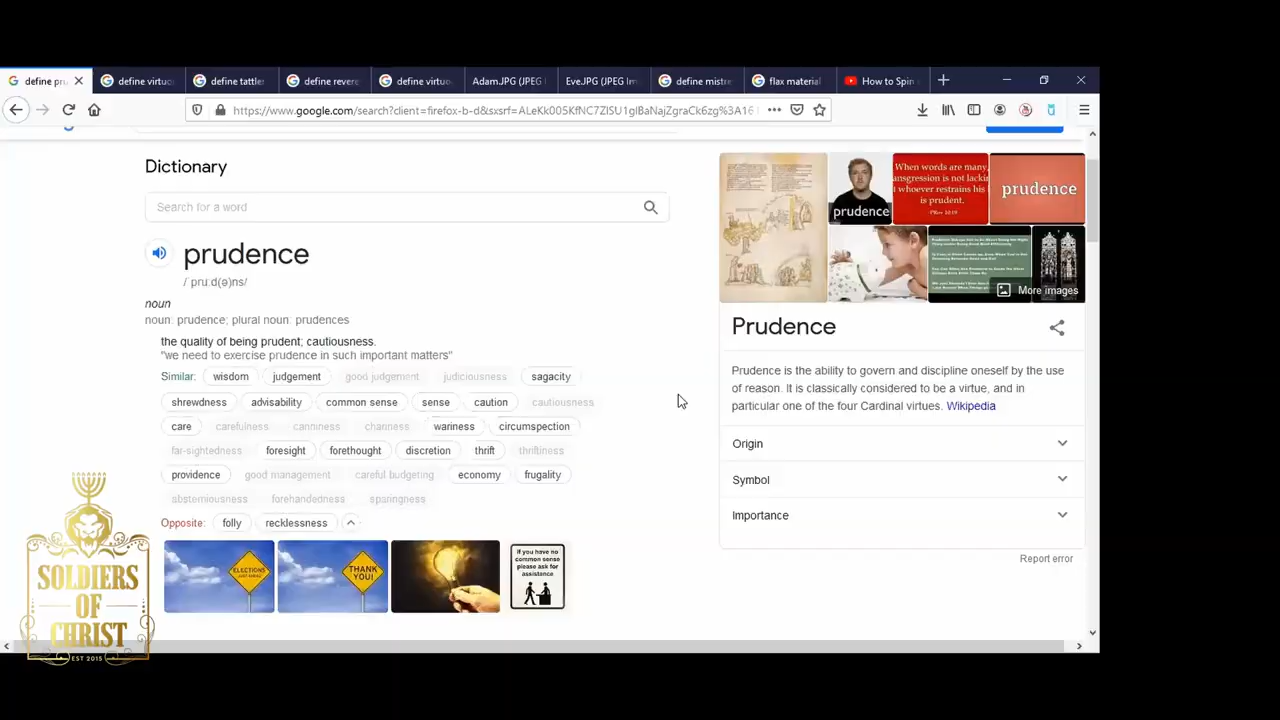 define pru
define virtuo
define tattler
define revere
define virtuo
Adam.JPG (JPEG I
Eve.JPG (JPEG Im
define mistre
flax material
How to Spin
https://www.google.com/search?client=firefox-b-d&sxsrf=ALeKk005KfNC7ZlSU1gIBaNajZgraCk6zg%3A16
Dictionary
Search for a word
prudence
/ˈpruːd(ə)ns/
noun
noun: prudence; plural noun: prudences
the quality of being prudent; cautiousness.
"we need to exercise prudence in such important matters"
Similar: wisdom judgement good judgement judiciousness sagacity
shrewdness advisability common sense sense caution cautiousness
care carefulness canniness chariness wariness circumspection
far-sightedness foresight forethought discretion thrift thriftiness
providence good management careful budgeting economy frugality
abstemiousness forehandedness sparingness
Opposite: folly recklessness
ELECTIONS
THANK
YOU!
If you have no
common sense
please ask for
assistance
prudence
When words are many,
transgression is not lacki
t whoever restrains his
is prudent.
prudence
More images
Prudence
Prudence is the ability to govern and discipline oneself by the
use of reason. It is classically considered to be a virtue, and in
particular one of the four Cardinal virtues. Wikipedia
Origin
Symbol
Importance
Report error
SOLDIERS
OF
CHRIST
EST 2015